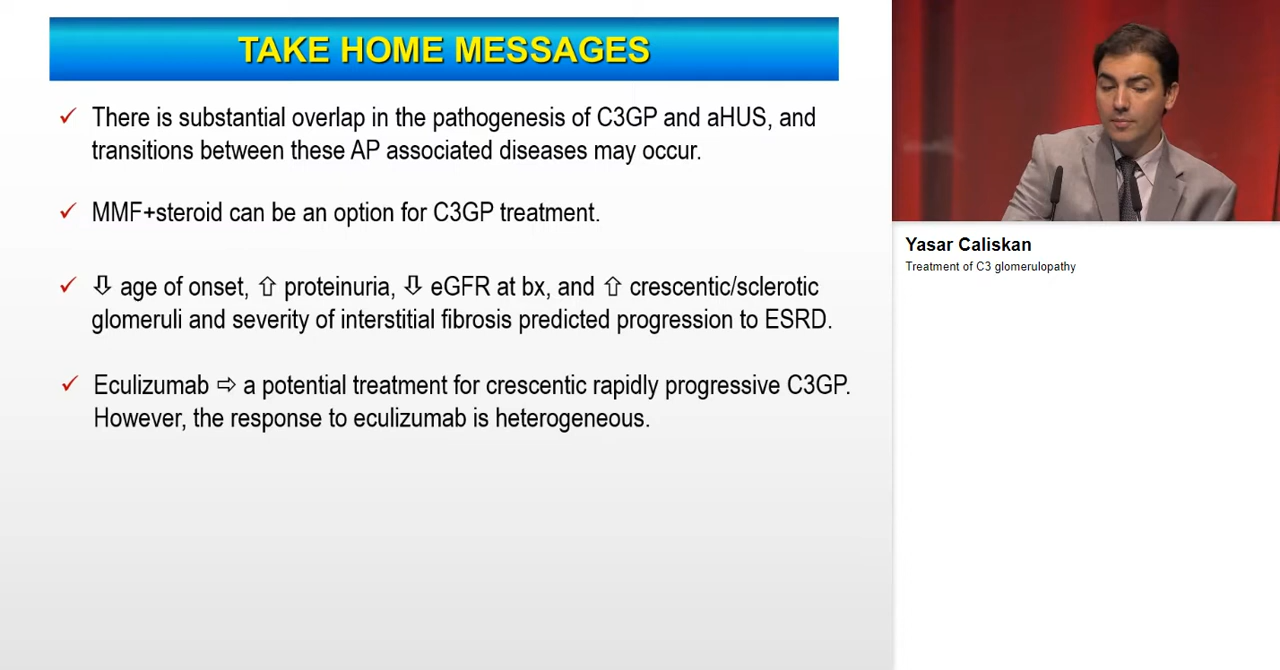 TAKE HOME MESSAGES
✓ There is substantial overlap in the pathogenesis of C3GP and aHUS, and
transitions between these AP associated diseases may occur.
✓ MMF+steroid can be an option for C3GP treatment.
✓ ⇩ age of onset, ⇧ proteinuria, ⇩ eGFR at bx, and ⇧ crescentic/sclerotic
glomeruli and severity of interstitial fibrosis predicted progression to ESRD.
✓ Eculizumab ⇨ a potential treatment for crescentic rapidly progressive C3GP.
However, the response to eculizumab is heterogeneous.
Yasar Caliskan
Treatment of C3 glomerulopathy